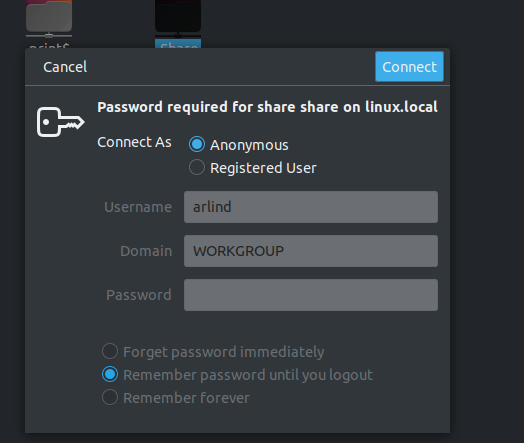 print$
Share
Cancel
Connect
Password required for share share on linux.local
Connect As
Anonymous
Registered User
Username
arlind
Domain
WORKGROUP
Password
Forget password immediately
Remember password until you logout
Remember forever